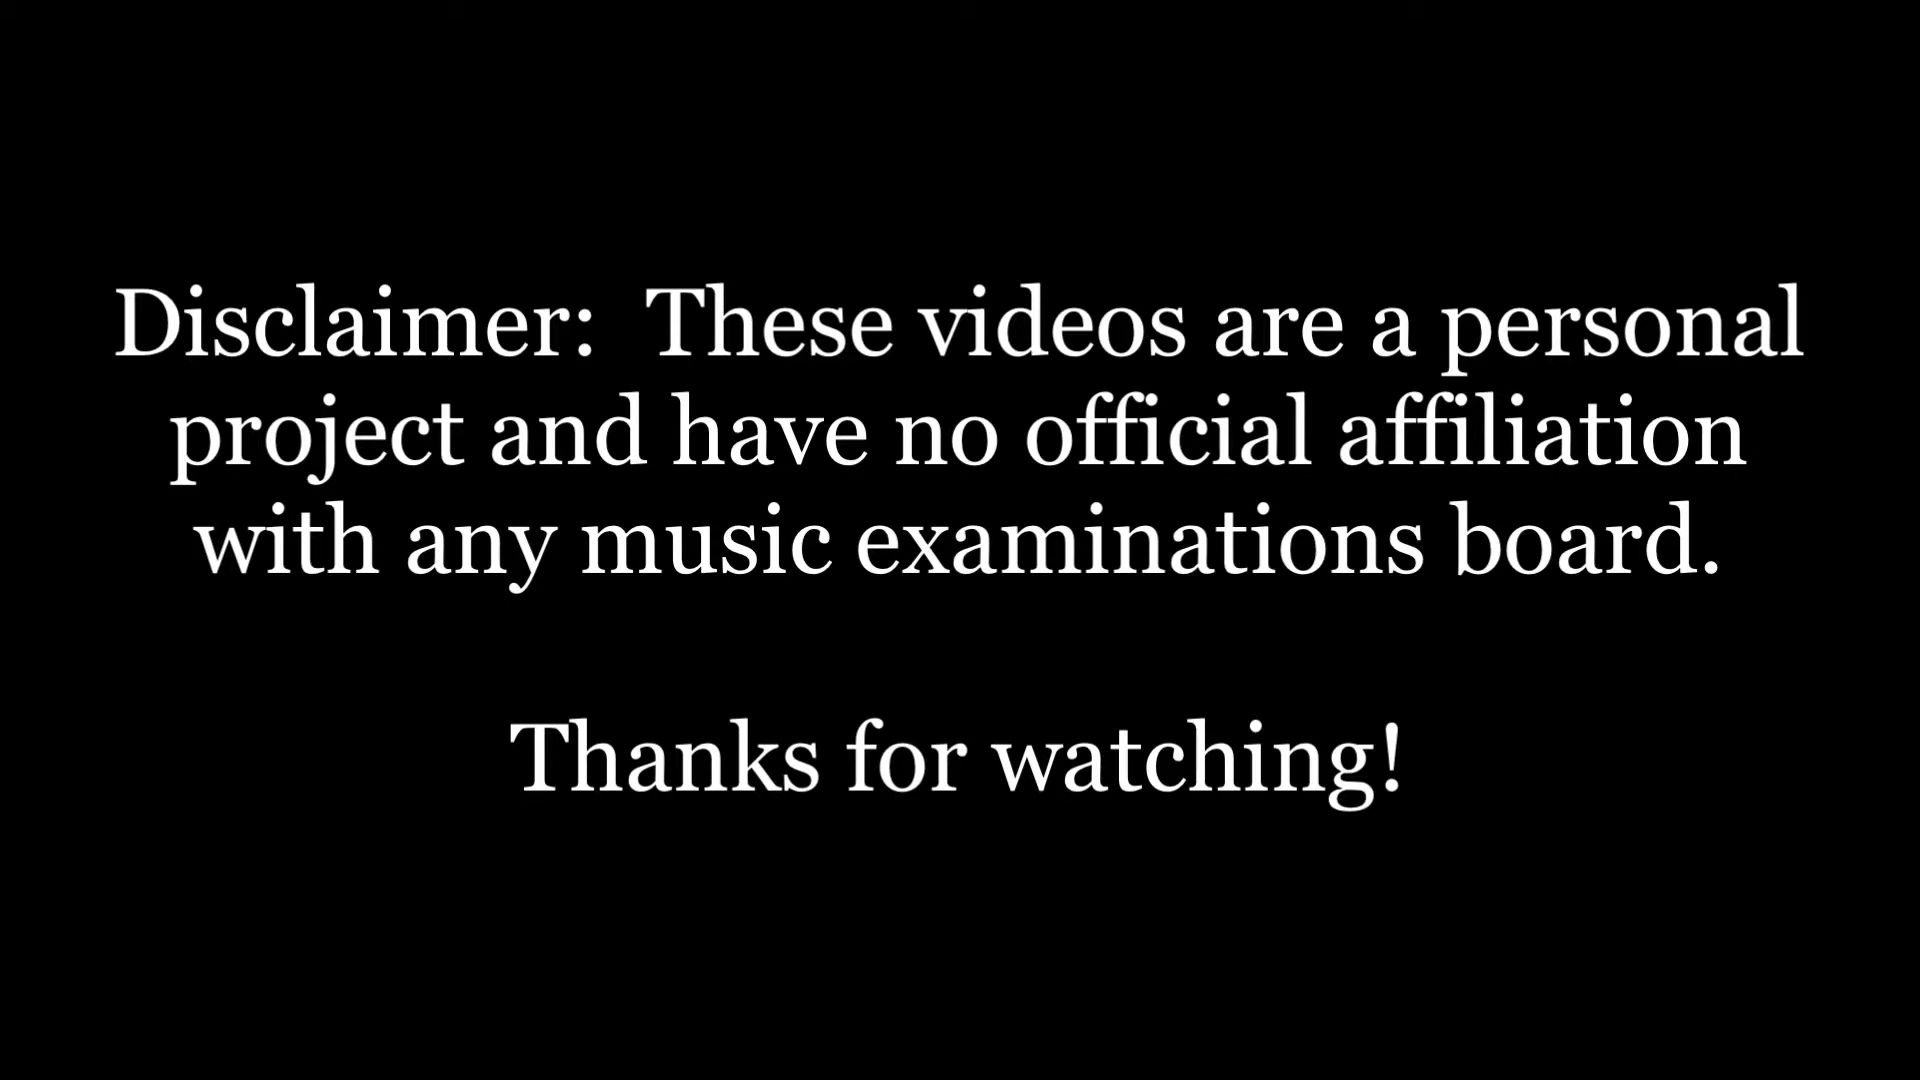 Disclaimer:  These videos are a personal
project and have no official affiliation
with any music examinations board.
Thanks for watching!